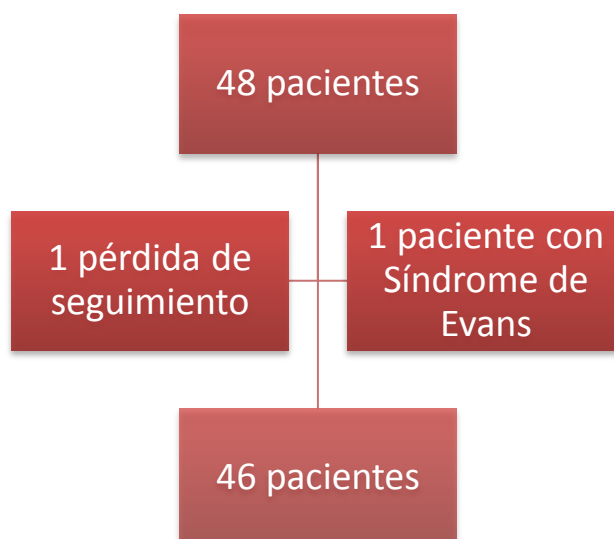 48 pacientes
1 pérdida de
seguimiento
1 paciente con
Síndrome de
Evans
46 pacientes